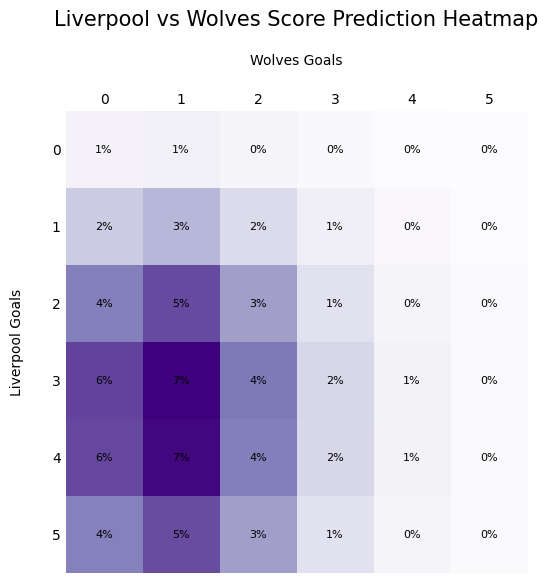 Liverpool vs Wolves Score Prediction Heatmap
Wolves Goals
0 1 2 3 4 5
0 1% 1% 0% 0% 0% 0%
1 2% 3% 2% 1% 0% 0%
2 4% 5% 3% 1% 0% 0%
3 6% 7% 4% 2% 1% 0%
4 6% 7% 4% 2% 1% 0%
5 4% 5% 3% 1% 0% 0%
Liverpool Goals